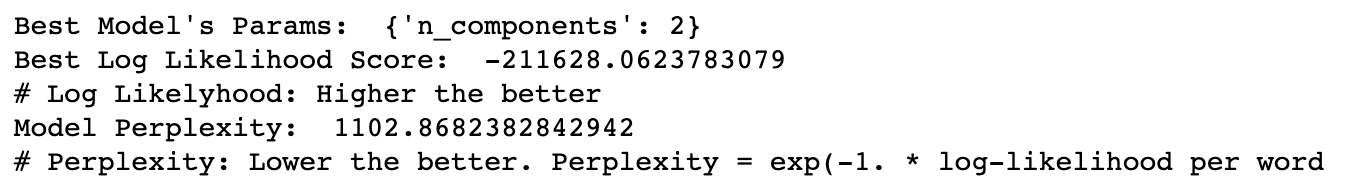 Best Model's Params:  {'n_components': 2}
Best Log Likelihood Score:  -211628.0623783079
# Log Likelyhood: Higher the better
Model Perplexity:  1102.8682382842942
# Perplexity: Lower the better. Perplexity = exp(-1. * log-likelihood per word